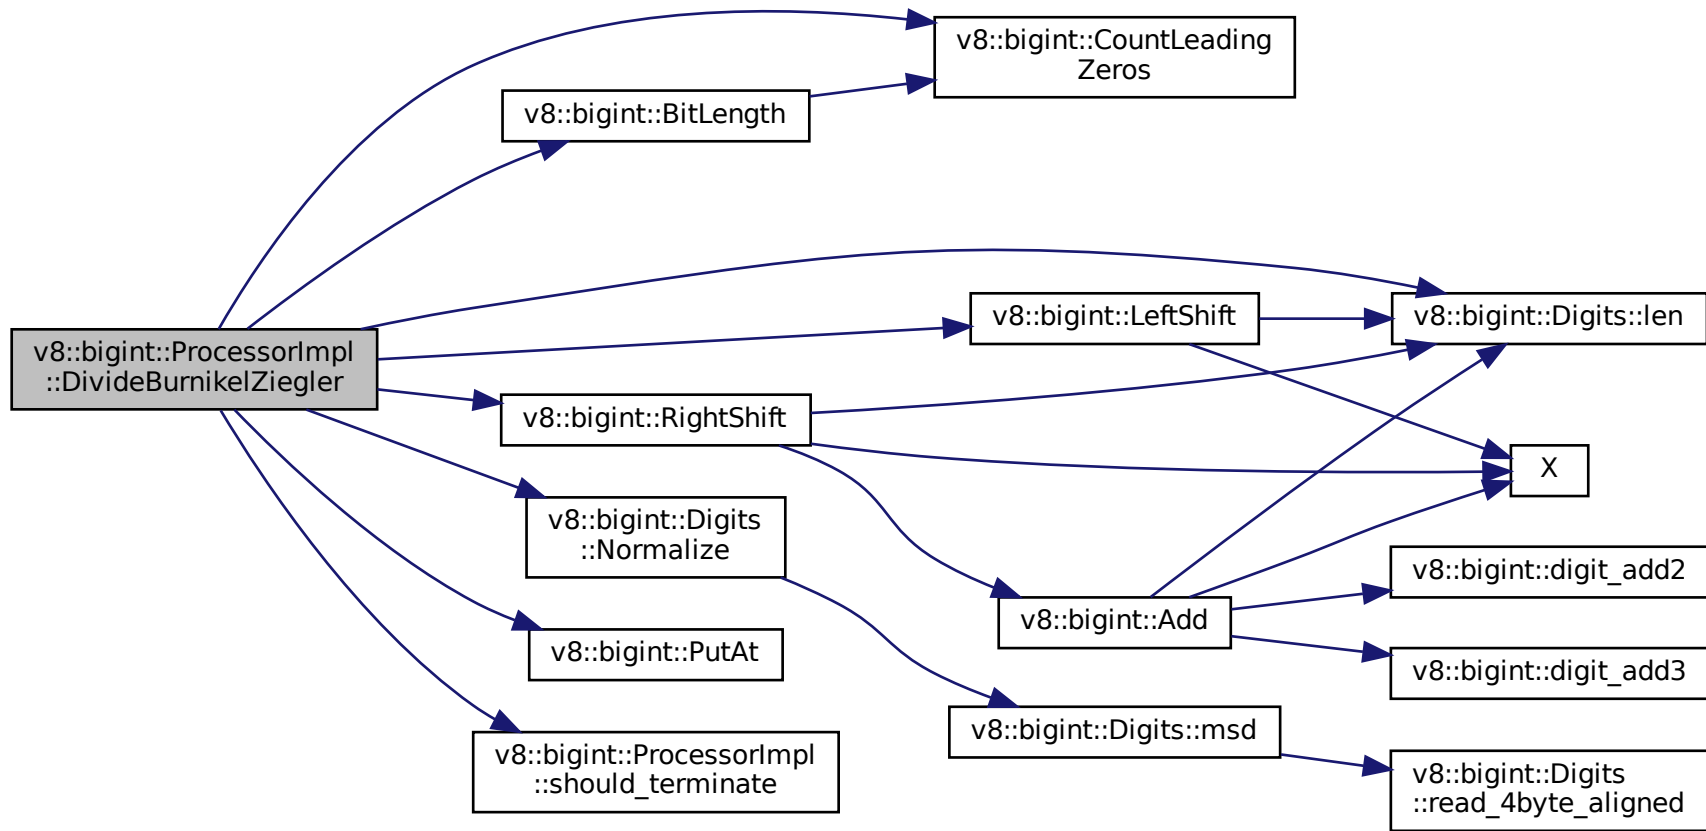 v8::bigint::CountLeading
Zeros
v8::bigint::BitLength
v8::bigint::ProcessorImpl
::DivideBurnikelZiegler
v8::bigint::LeftShift
v8::bigint::Digits::len
v8::bigint::RightShift
X
v8::bigint::Digits
::Normalize
v8::bigint::digit_add2
v8::bigint::Add
v8::bigint::PutAt
v8::bigint::digit_add3
v8::bigint::Digits::msd
v8::bigint::ProcessorImpl
::should_terminate
v8::bigint::Digits
::read_4byte_aligned